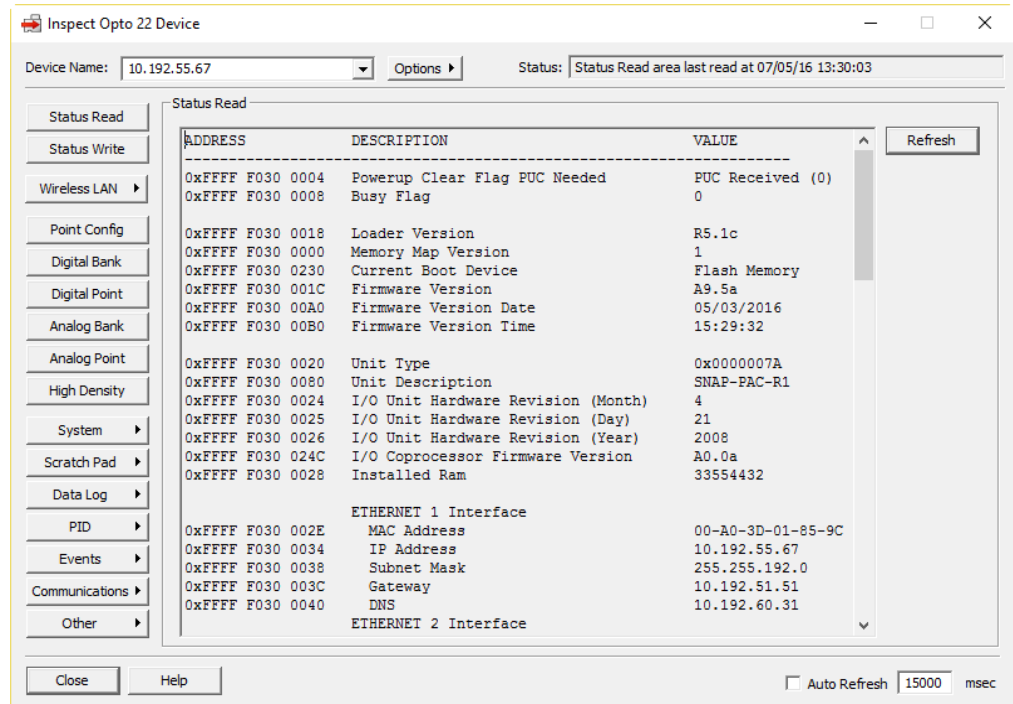 Inspect Opto 22 Device
Device Name: 10.192.55.67 Options Status: Status Read area last read at 07/05/16 13:30:03
Status Read
Status Write
Wireless LAN
Point Config
Digital Bank
Digital Point
Analog Bank
Analog Point
High Density
System
Scratch Pad
Data Log
PID
Events
Communications
Other
Status Read
ADDRESS DESCRIPTION VALUE
--------------------------------------------------------------------------
0xFFFF F030 0004 Powerup Clear Flag PUC Needed PUC Received (0)
0xFFFF F030 0008 Busy Flag 0
0xFFFF F030 0018 Loader Version R5.1c
0xFFFF F030 0000 Memory Map Version 1
0xFFFF F030 0230 Current Boot Device Flash Memory
0xFFFF F030 001C Firmware Version A9.5a
0xFFFF F030 00A0 Firmware Version Date 05/03/2016
0xFFFF F030 00B0 Firmware Version Time 15:29:32
0xFFFF F030 0020 Unit Type 0x0000007A
0xFFFF F030 0080 Unit Description SNAP-PAC-R1
0xFFFF F030 0024 I/O Unit Hardware Revision (Month) 4
0xFFFF F030 0025 I/O Unit Hardware Revision (Day) 21
0xFFFF F030 0026 I/O Unit Hardware Revision (Year) 2008
0xFFFF F030 024C I/O Coprocessor Firmware Version A0.0a
0xFFFF F030 0028 Installed Ram 33554432
ETHERNET 1 Interface
0xFFFF F030 002E MAC Address 00-A0-3D-01-85-9C
0xFFFF F030 0034 IP Address 10.192.55.67
0xFFFF F030 0038 Subnet Mask 255.255.192.0
0xFFFF F030 003C Gateway 10.192.51.51
0xFFFF F030 0040 DNS 10.192.60.31
ETHERNET 2 Interface
Refresh
Close Help Auto Refresh 15000 msec